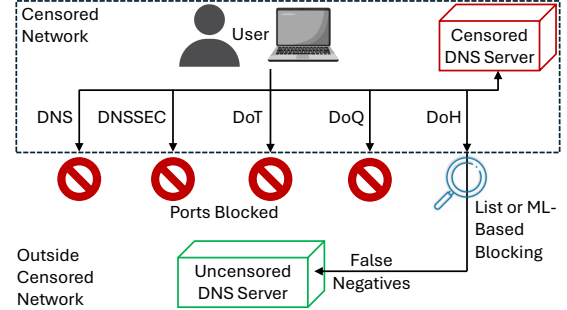 Censored
Network
User
Censored
DNS Server
DNS
DNSSEC
DoT
DoQ
DoH
Ports Blocked
List or ML-
Based
Blocking
Outside
Censored
Network
Uncensored
DNS Server
False
Negatives